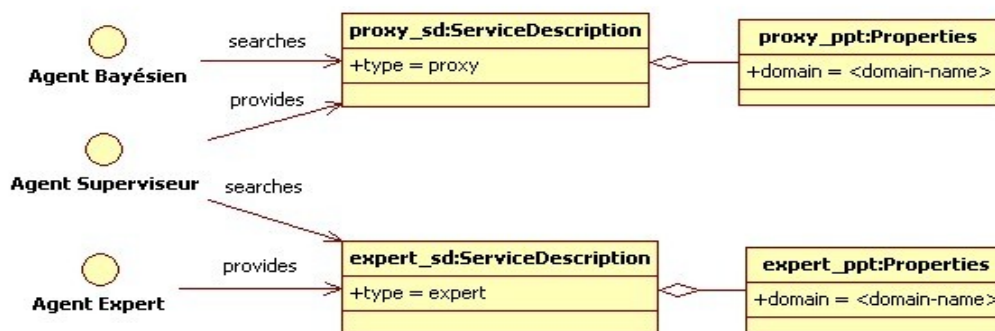 searches
proxy_sd:ServiceDescription
proxy_ppt:Properties
+type = proxy
+domain = <domain-name>
Agent Bayésien
provides
Agent Superviseur
searches
expert_sd:ServiceDescription
expert_ppt:Properties
provides
+type = expert
+domain = <domain-name>
Agent Expert